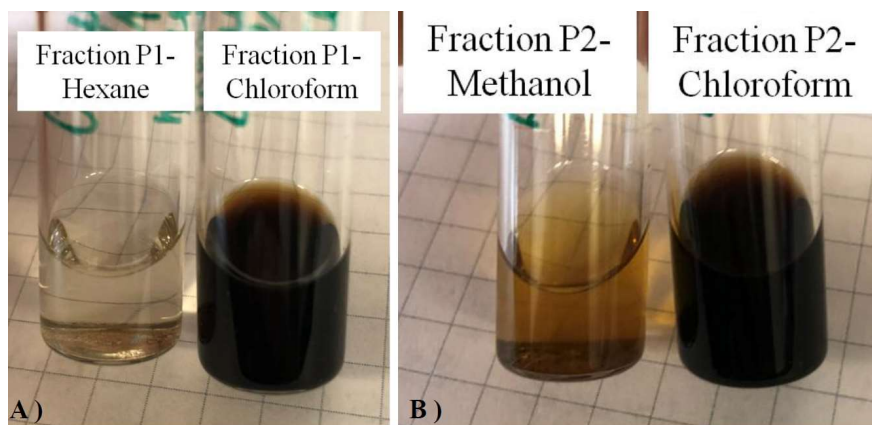 Fraction P1-
Hexane
Fraction P1-
Chloroform
Fraction P2-
Methanol
Fraction P2-
Chloroform
A )
B )